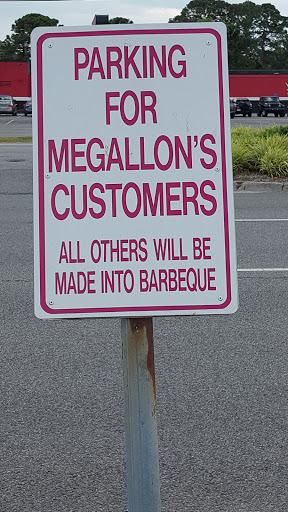 PARKING
FOR
MEGALLON'S
CUSTOMERS
ALL OTHERS WILL BE
MADE INTO BARBEQUE